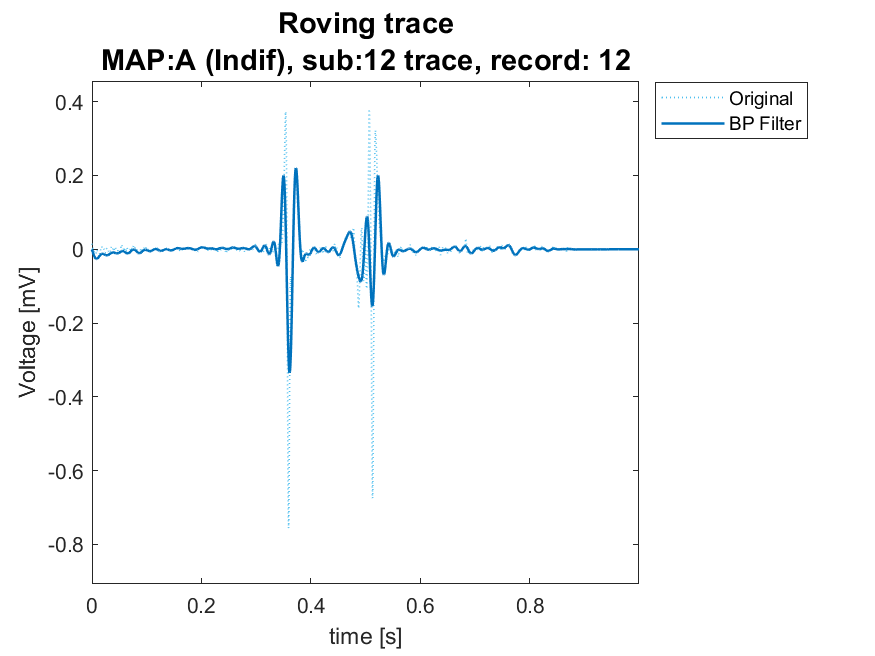 Roving trace
MAP:A (Indif), sub:12 trace, record: 12
Original
BP Filter
0.4
0.2
0
-0.2
-0.4
-0.6
-0.8
Voltage [mV]
0
0.2
0.4
0.6
0.8
time [s]